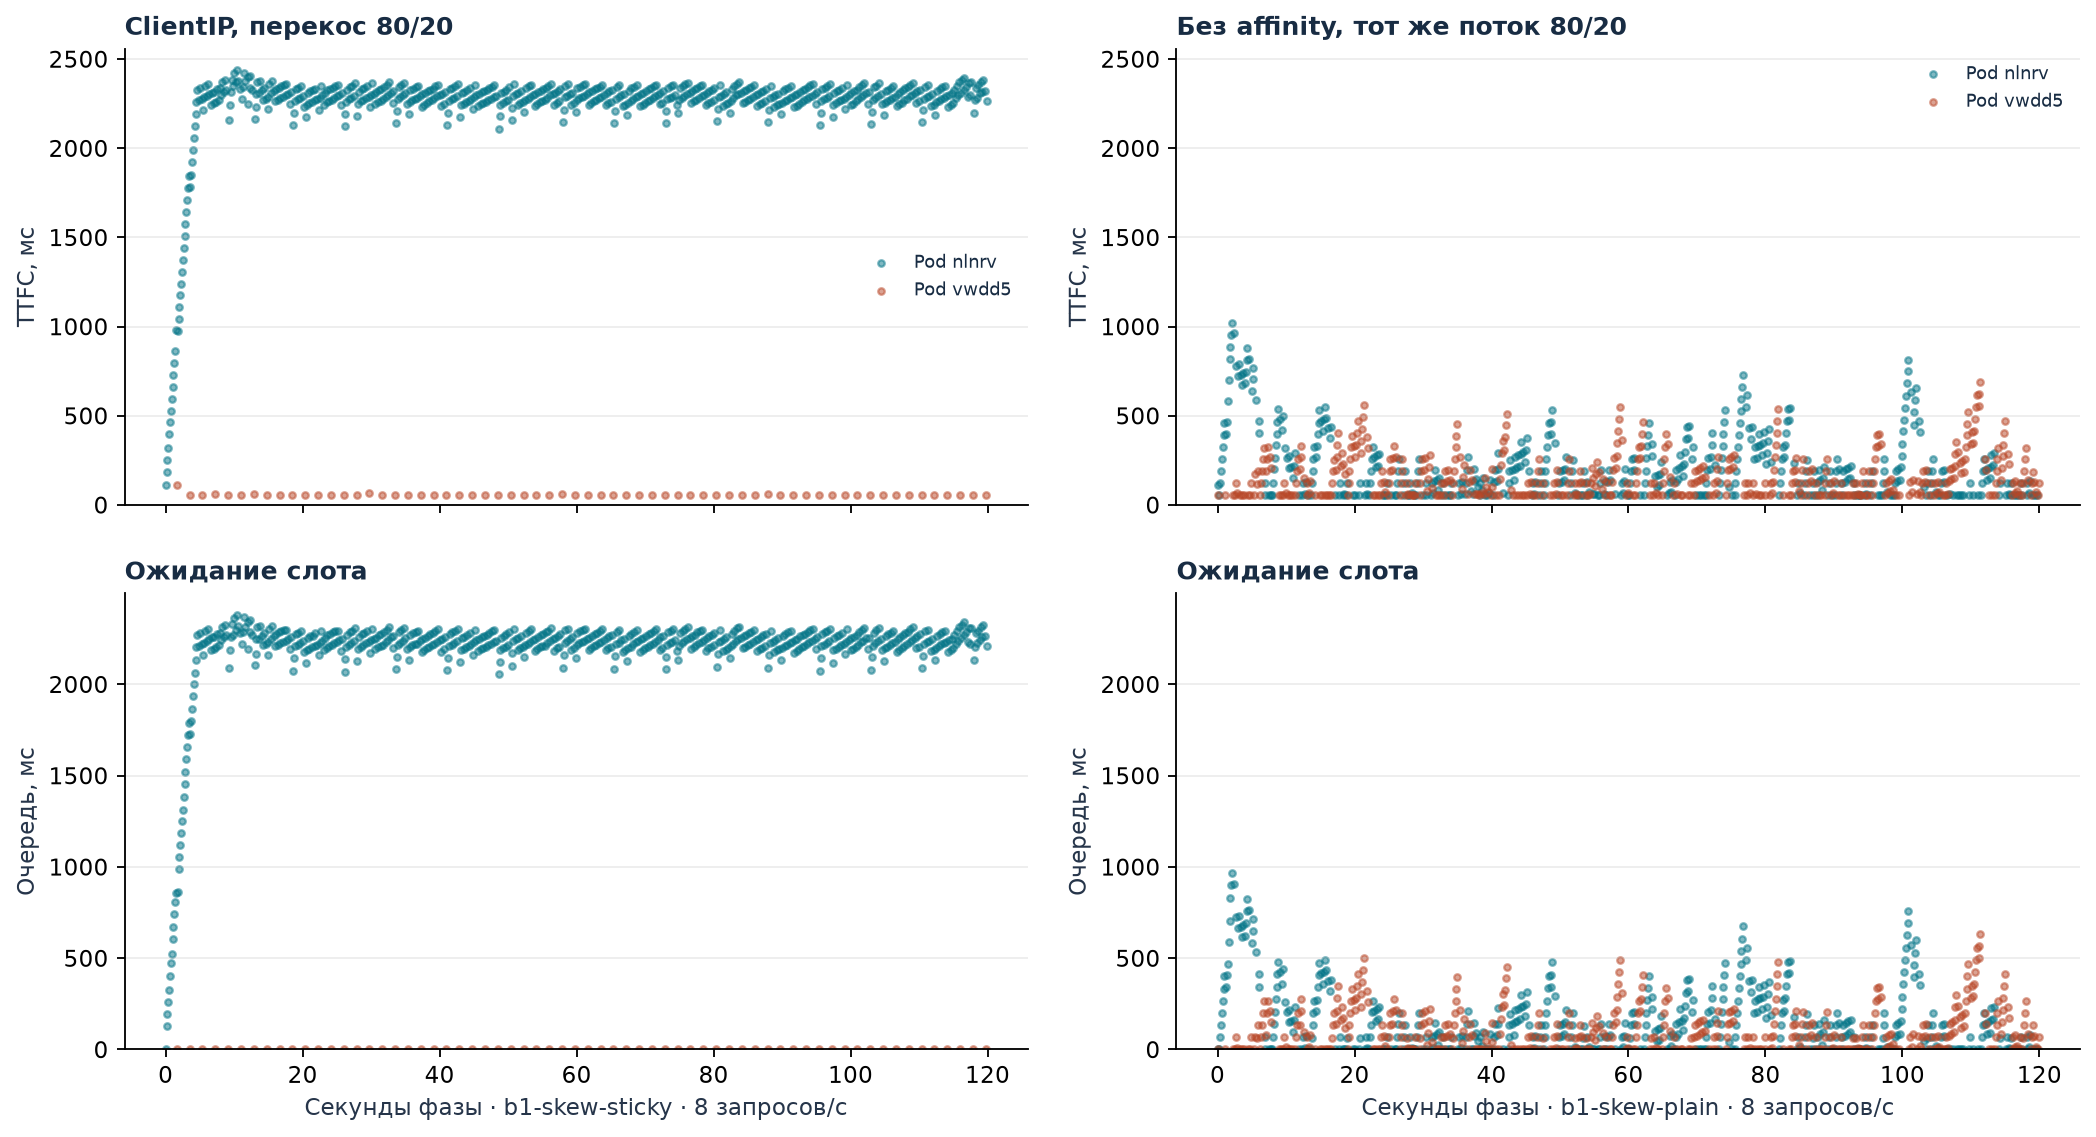 ClientIP, перекос 80/20
2500
2000
1500
1000
500
0
TTFC, мс
Pod nlnrv
Pod vwdd5
Без affinity, тот же поток 80/20
2500
2000
1500
1000
500
0
TTFC, мс
Pod nlnrv
Pod vwdd5
Ожидание слота
2000
1500
1000
500
0
Очередь, мс
0 20 40 60 80 100 120
Секунды фазы · b1-skew-sticky · 8 запросов/с
Ожидание слота
2000
1500
1000
500
0
Очередь, мс
0 20 40 60 80 100 120
Секунды фазы · b1-skew-plain · 8 запросов/с